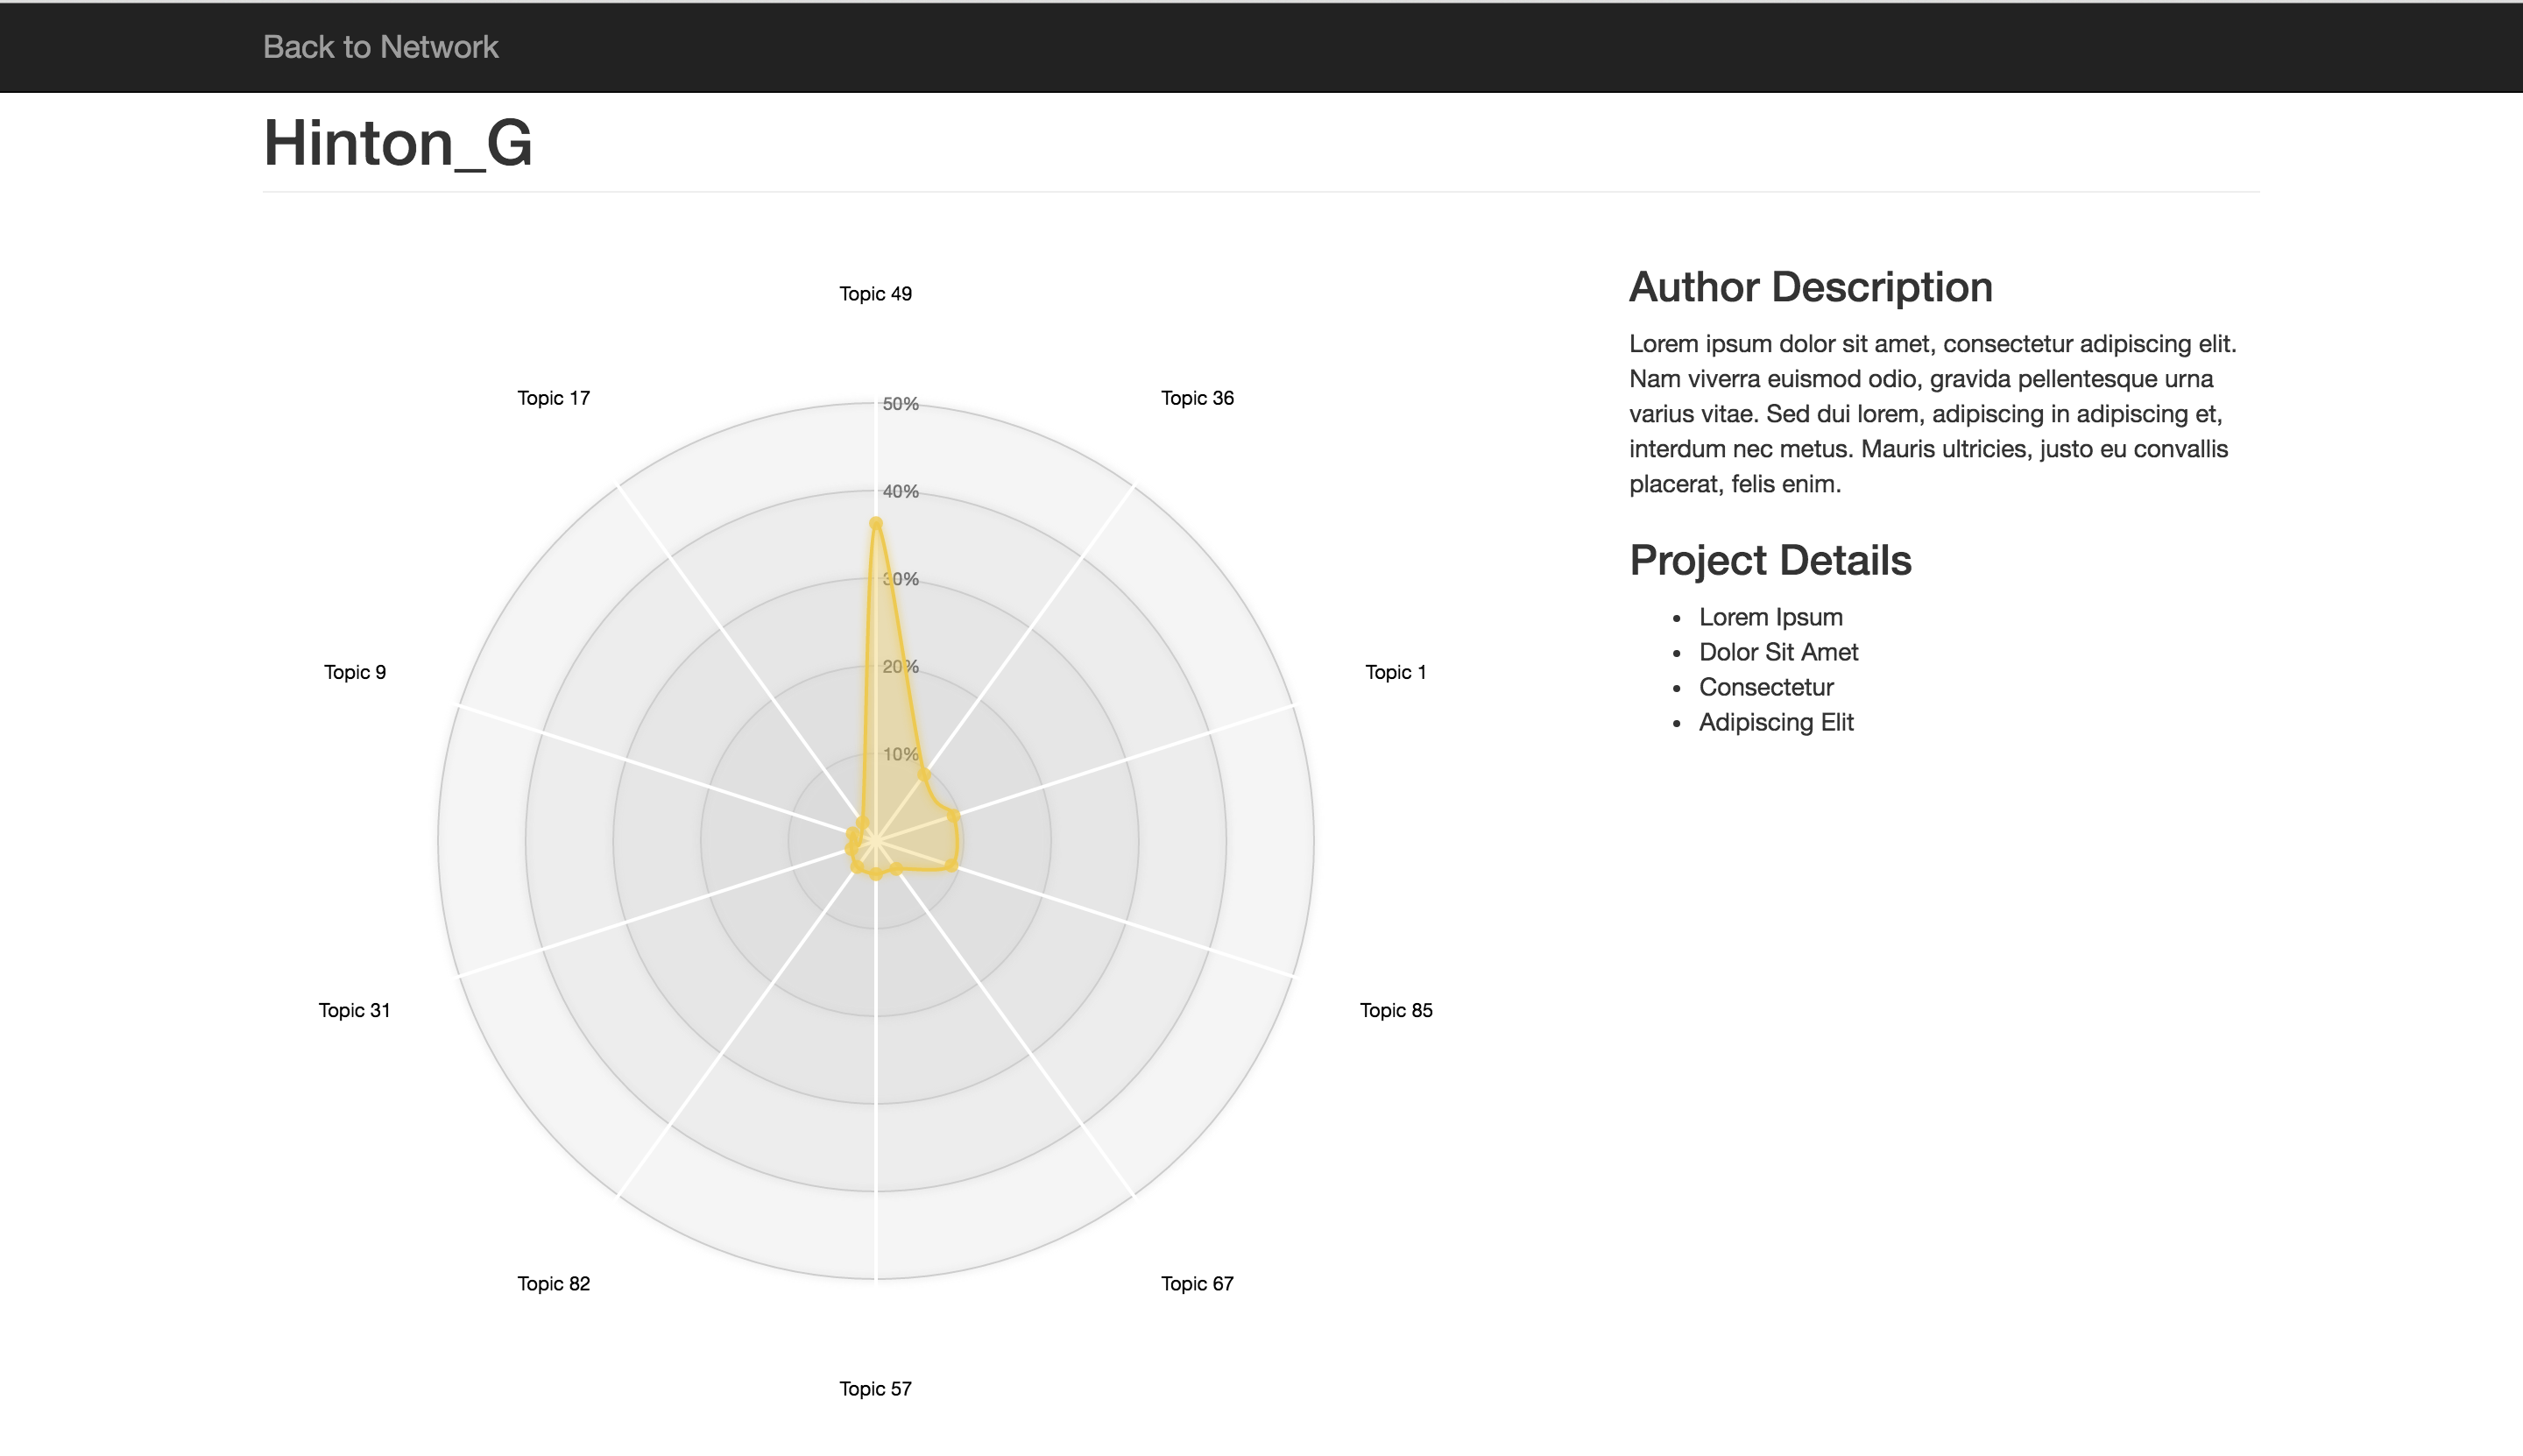 Back to Network
Hinton_G
Topic 49
Topic 17
Topic 36
50%
40%
30%
20%
10%
Topic 9
Topic 1
Topic 31
Topic 85
Topic 82
Topic 67
Topic 57
Author Description
Lorem ipsum dolor sit amet, consectetur adipiscing elit.
Nam viverra euismod odio, gravida pellentesque urna
varius vitae. Sed dui lorem, adipiscing in adipiscing et,
interdum nec metus. Mauris ultricies, justo eu convallis
placerat, felis enim.
Project Details
Lorem Ipsum
Dolor Sit Amet
Consectetur
Adipiscing Elit